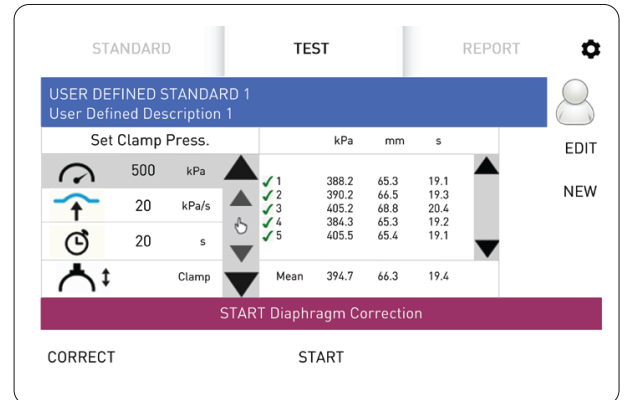 STANDARD TEST REPORT
USER DEFINED STANDARD 1
User Defined Description 1
EDIT
NEW
Set Clamp Press.
500 kPa
20 kPa/s
20 s
Clamp
kPa mm s
1 388.2 65.3 19.1
2 390.2 66.5 19.3
3 405.2 68.8 20.4
4 384.3 65.3 19.2
5 405.5 65.4 19.1
Mean 394.7 66.3 19.4
START Diaphragm Correction
CORRECT START